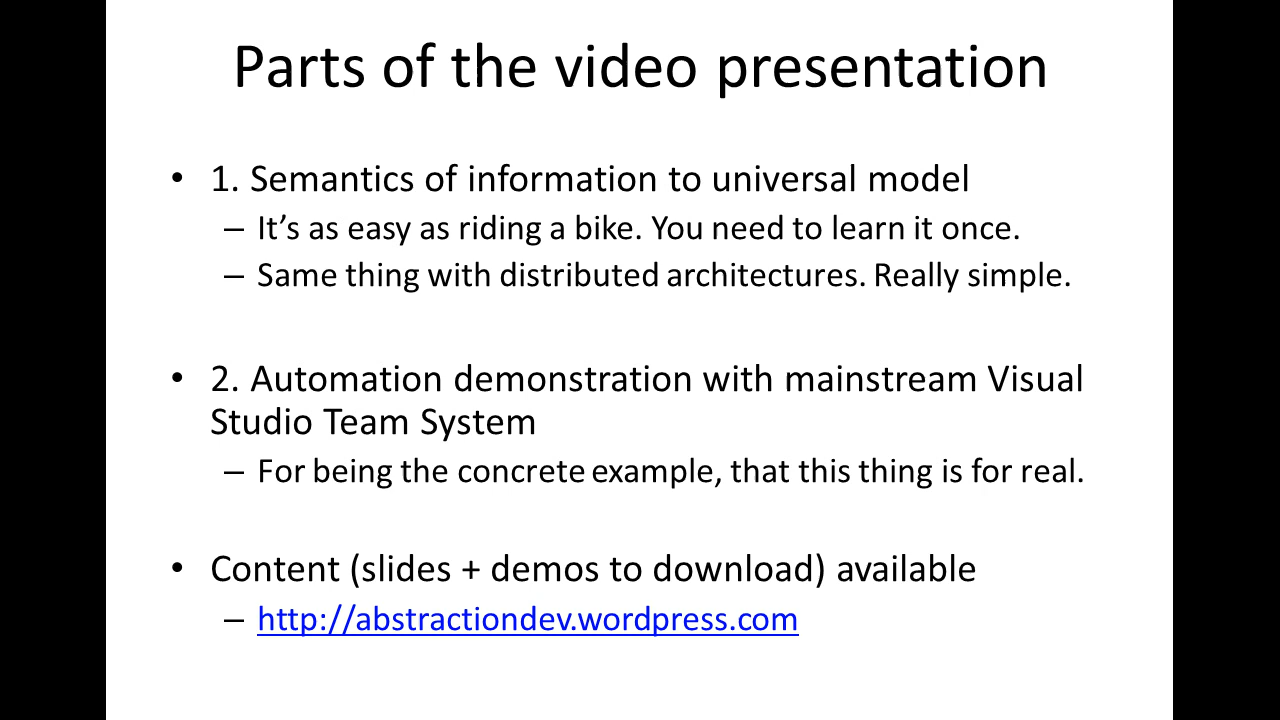 Parts of the video presentation
• 1. Semantics of information to universal model
– It’s as easy as riding a bike. You need to learn it once.
– Same thing with distributed architectures. Really simple.
• 2. Automation demonstration with mainstream Visual
Studio Team System
– For being the concrete example, that this thing is for real.
• Content (slides + demos to download) available
– http://abstractiondev.wordpress.com